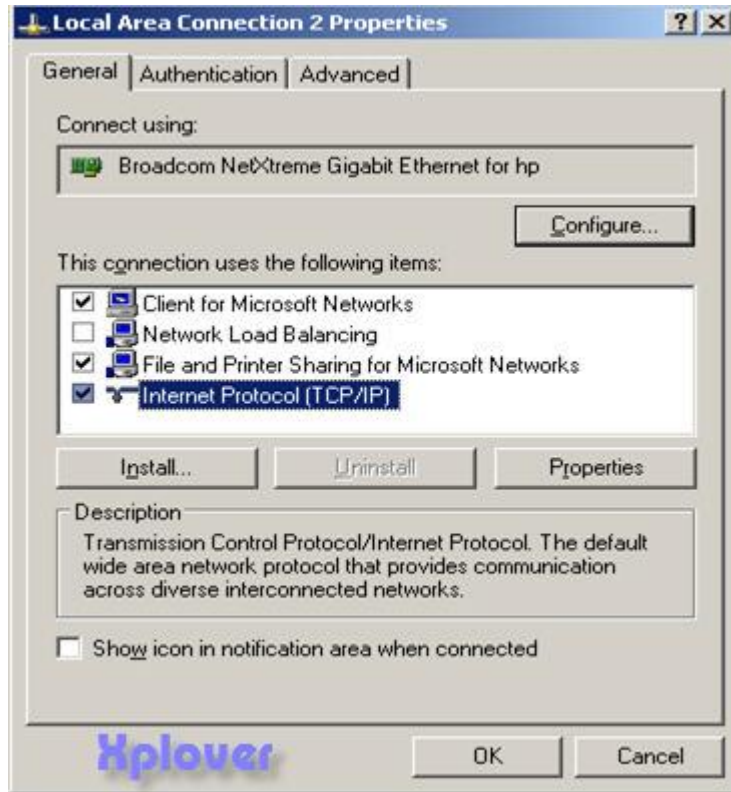 Local Area Connection 2 Properties
General Authentication Advanced
Connect using:
Broadcom NetXtreme Gigabit Ethernet for hp
Configure...
This connection uses the following items:
Client for Microsoft Networks
Network Load Balancing
File and Printer Sharing for Microsoft Networks
Internet Protocol (TCP/IP)
Install... Uninstall Properties
Description
Transmission Control Protocol/Internet Protocol. The default
wide area network protocol that provides communication
across diverse interconnected networks.
Show icon in notification area when connected
Xplover
OK Cancel